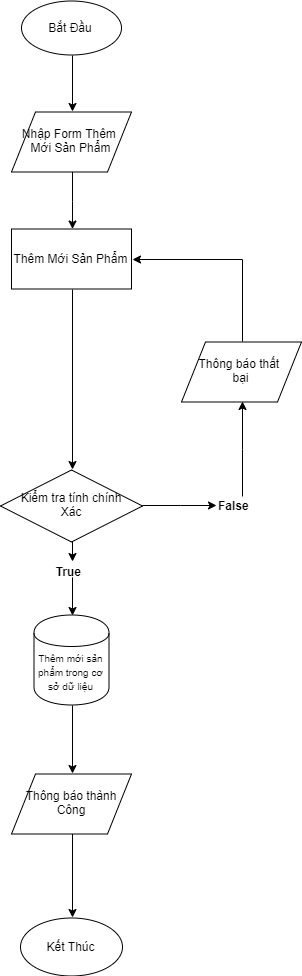 Bắt Đầu
Nhập Form Thêm
Mới Sản Phẩm
Thêm Mới Sản Phẩm
Thông báo thất
bại
Kiểm tra tính chính
Xác
False
True
Thêm mới sản
phẩm trong cơ
sở dữ liệu
Thông báo thành
Công
Kết Thúc